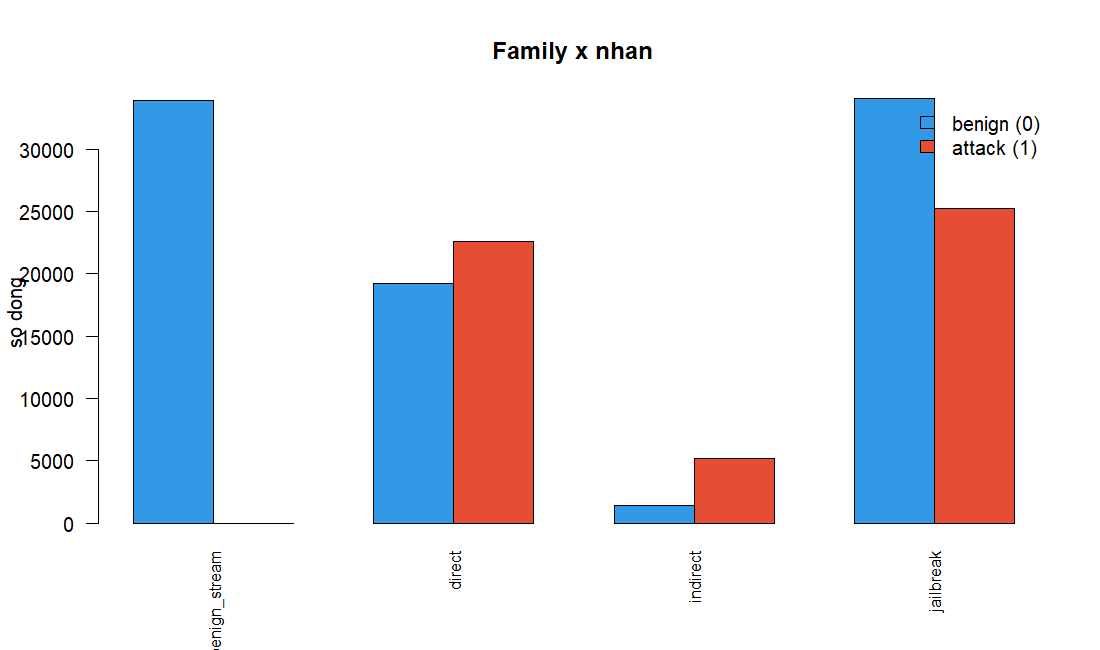 Family x nhan
benign (0)
attack (1)
so dong
30000
25000
20000
15000
10000
5000
0
enign_stream
direct
indirect
jailbreak